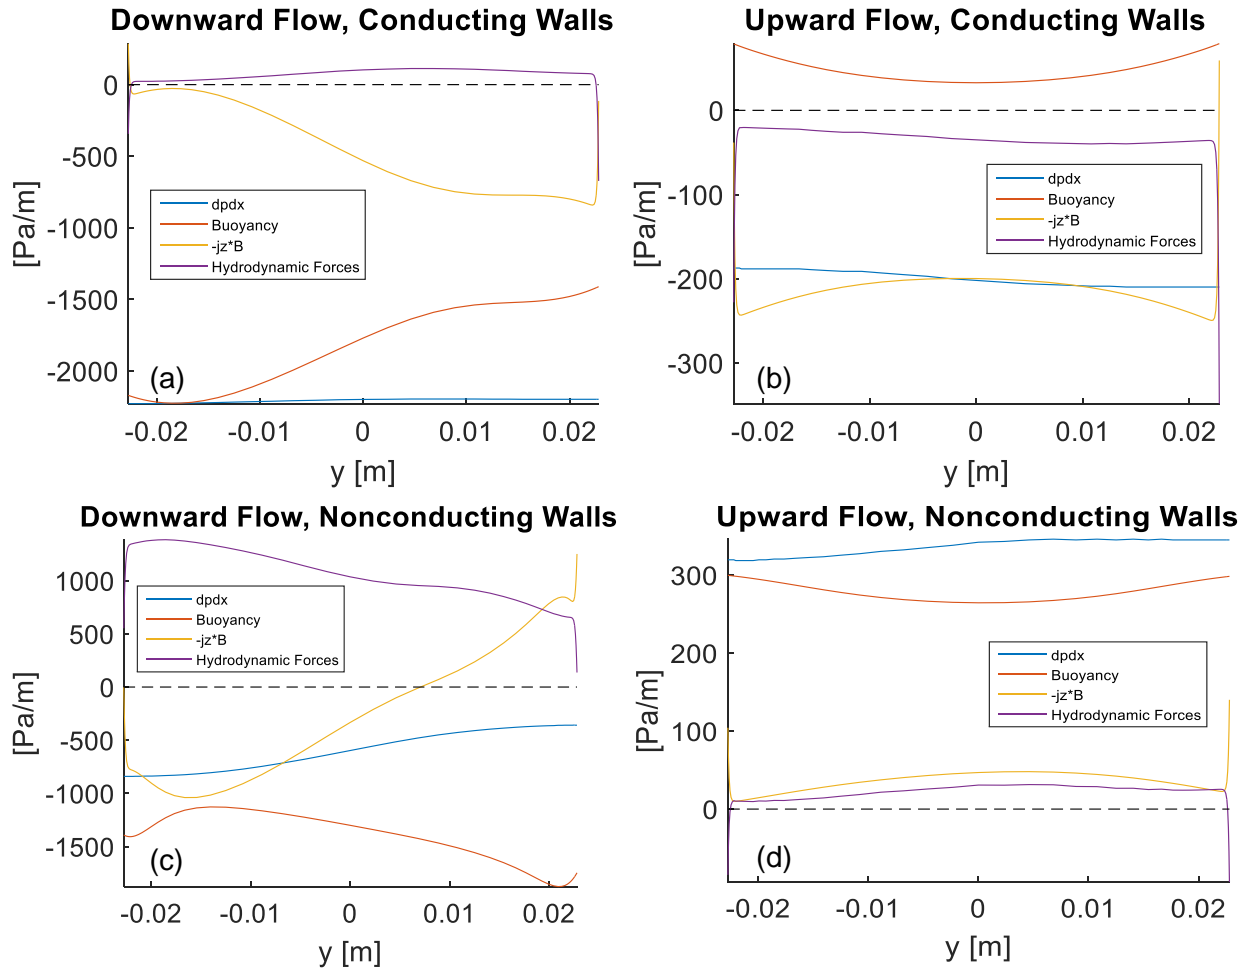 Downward Flow, Conducting Walls
0
-500
-1000
-1500
-2000
[Pa/m]
dpdx
Buoyancy
-jz*B
Hydrodynamic Forces
(a)
-0.02 -0.01 0 0.01 0.02
y [m]
Upward Flow, Conducting Walls
0
-100
-200
-300
[Pa/m]
dpdx
Buoyancy
-jz*B
Hydrodynamic Forces
(b)
-0.02 -0.01 0 0.01 0.02
y [m]
Downward Flow, Nonconducting Walls
1000
500
0
-500
-1000
-1500
[Pa/m]
dpdx
Buoyancy
-jz*B
Hydrodynamic Forces
(c)
-0.02 -0.01 0 0.01 0.02
y [m]
Upward Flow, Nonconducting Walls
300
200
100
0
[Pa/m]
dpdx
Buoyancy
-jz*B
Hydrodynamic Forces
(d)
-0.02 -0.01 0 0.01 0.02
y [m]